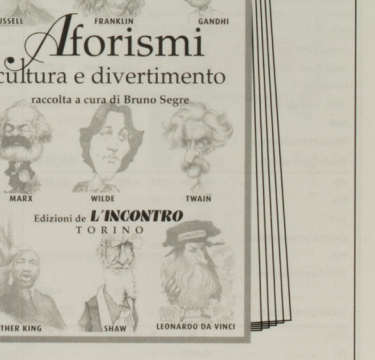 FRANKLIN GANDHI
Aforismi
cultura e divertimento
raccolta a cura di Bruno Segre
MARX WILDE TWAIN
Edizioni de L'INCONTRO
TORINO
THER KING SHAW LEONARDO DA VINCI